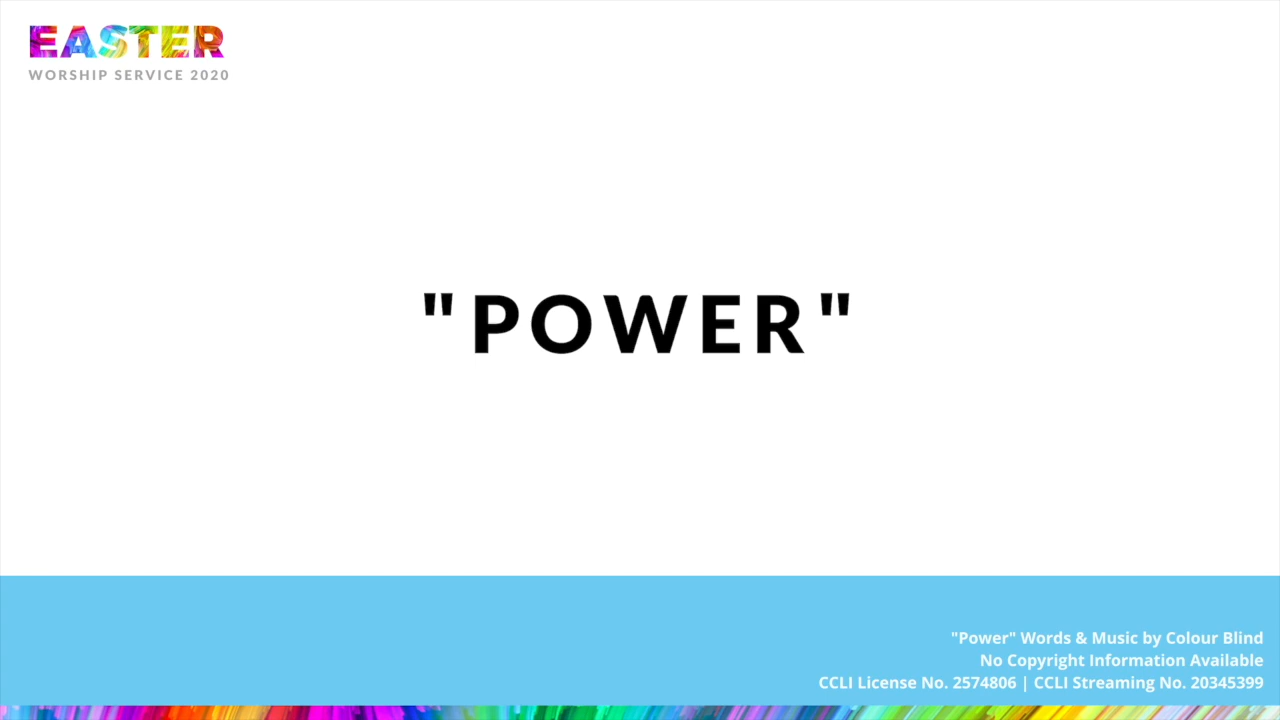 EASTER
WORSHIP SERVICE 2020
"POWER"
"Power" Words & Music by Colour Blind
No Copyright Information Available
CCLI License No. 2574806 | CCLI Streaming No. 20345399